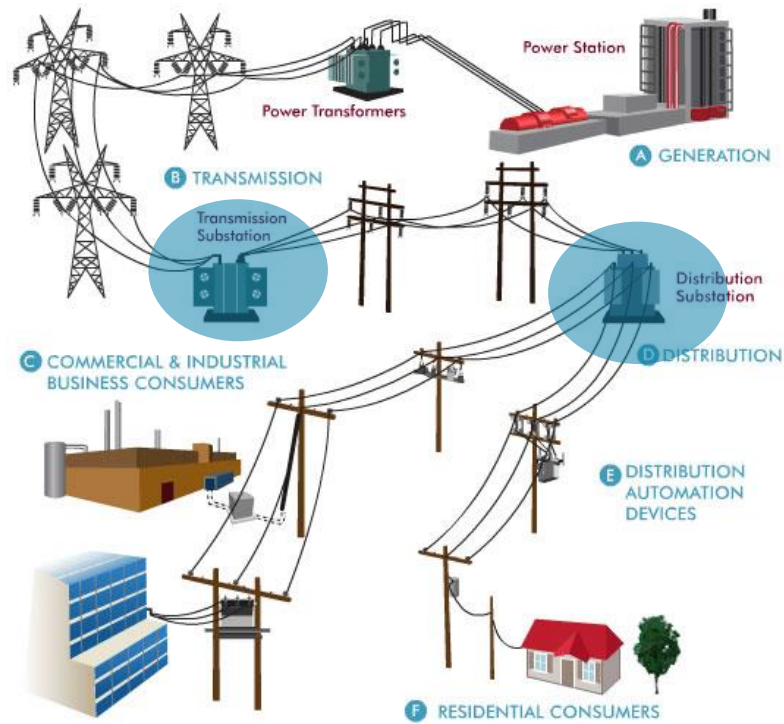 Power Station
Power Transformers
A GENERATION
B TRANSMISSION
Transmission
Substation
Distribution
Substation
C COMMERCIAL & INDUSTRIAL
BUSINESS CONSUMERS
D DISTRIBUTION
E DISTRIBUTION
AUTOMATION
DEVICES
F RESIDENTIAL CONSUMERS